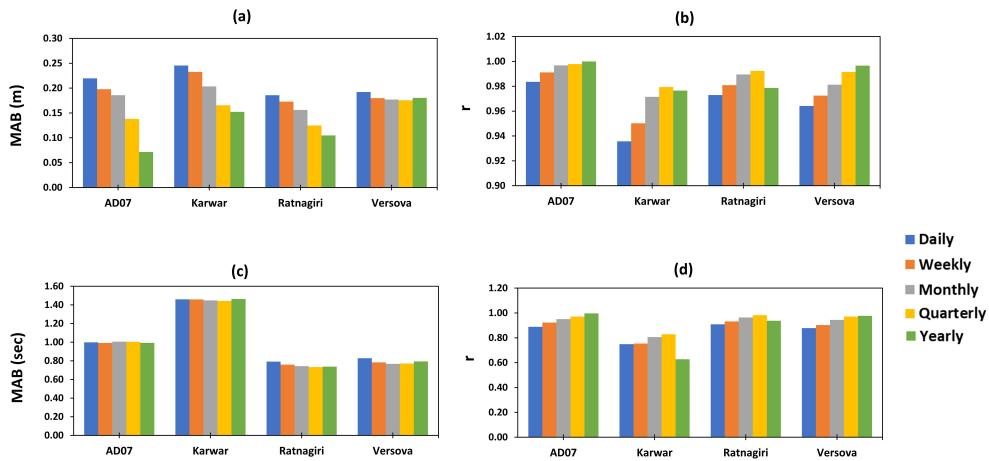 (a)
MAB (m)
0.30
0.25
0.20
0.15
0.10
0.05
0.00
AD07 Karwar Ratnagiri Versova
(b)
r
1.02
1.00
0.98
0.96
0.94
0.92
0.90
AD07 Karwar Ratnagiri Versova
(c)
MAB (sec)
1.60
1.40
1.20
1.00
0.80
0.60
0.40
0.20
0.00
AD07 Karwar Ratnagiri Versova
(d)
r
1.20
1.00
0.80
0.60
0.40
0.20
0.00
AD07 Karwar Ratnagiri Versova
Daily
Weekly
Monthly
Quarterly
Yearly